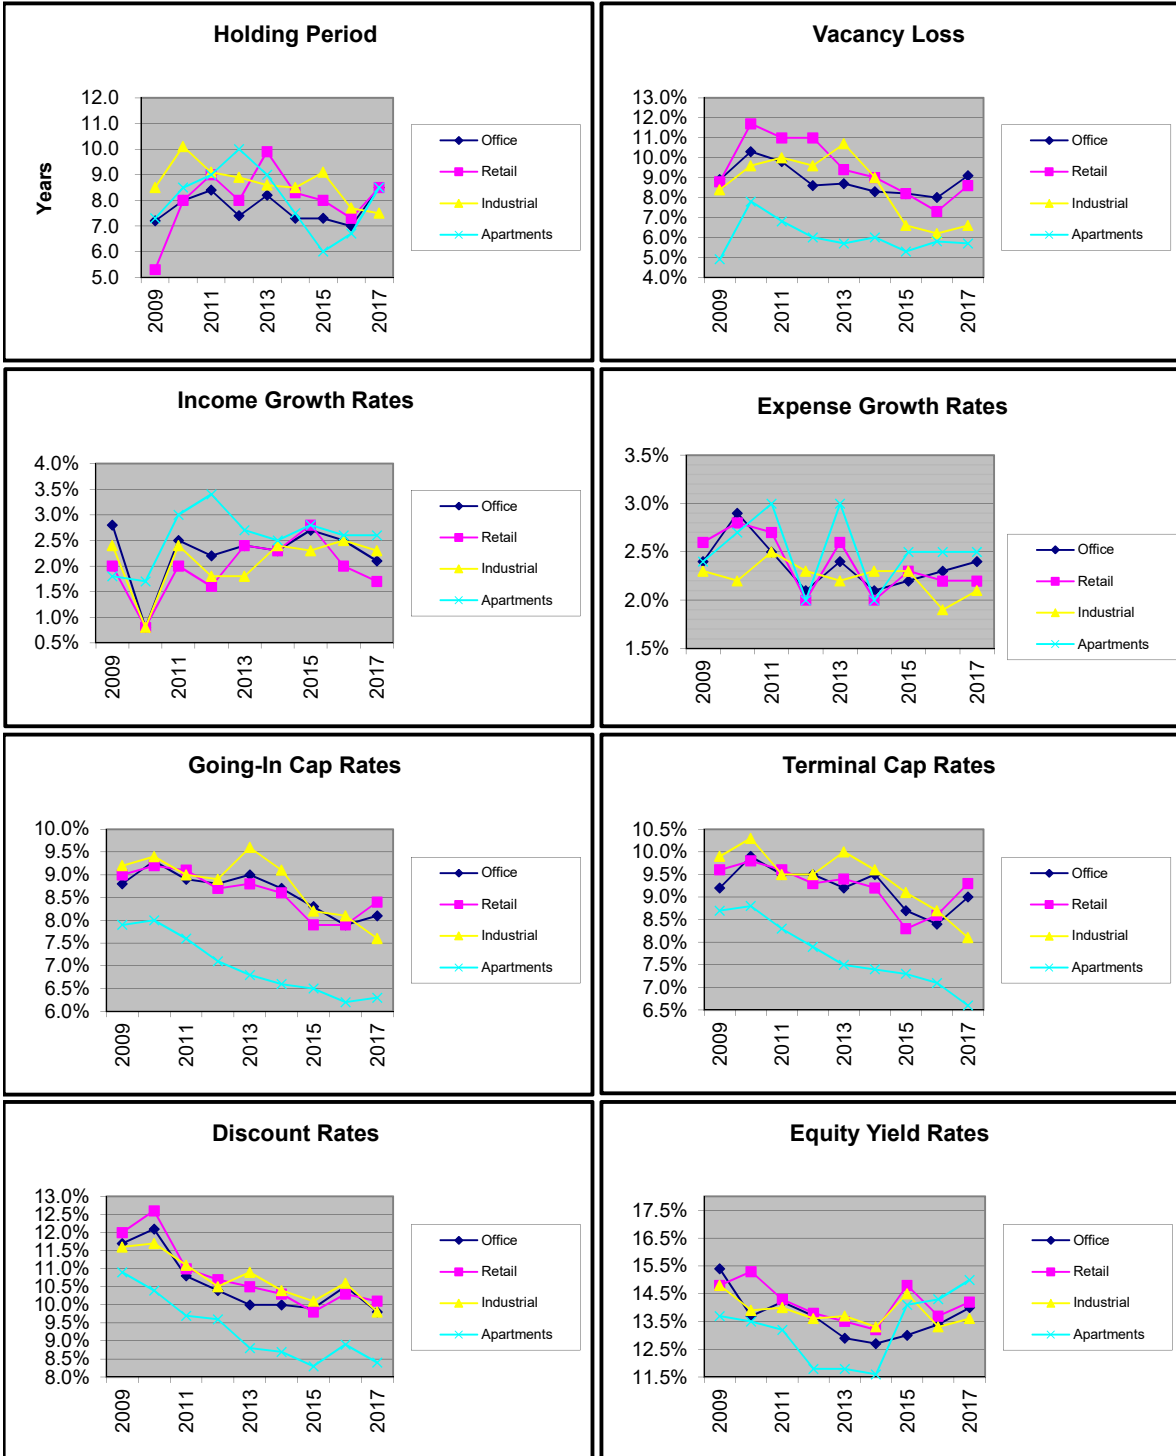 Holding Period
Years
12.0
11.0
10.0
9.0
8.0
7.0
6.0
5.0
2009
2011
2013
2015
2017
Office
Retail
Industrial
Apartments
Vacancy Loss
13.0%
12.0%
11.0%
10.0%
9.0%
8.0%
7.0%
6.0%
5.0%
4.0%
2009
2011
2013
2015
2017
Office
Retail
Industrial
Apartments
Income Growth Rates
4.0%
3.5%
3.0%
2.5%
2.0%
1.5%
1.0%
0.5%
2009
2011
2013
2015
2017
Office
Retail
Industrial
Apartments
Expense Growth Rates
3.5%
3.0%
2.5%
2.0%
1.5%
2009
2011
2013
2015
2017
Office
Retail
Industrial
Apartments
Going-In Cap Rates
10.0%
9.5%
9.0%
8.5%
8.0%
7.5%
7.0%
6.5%
6.0%
2009
2011
2013
2015
2017
Office
Retail
Industrial
Apartments
Terminal Cap Rates
10.5%
10.0%
9.5%
9.0%
8.5%
8.0%
7.5%
7.0%
6.5%
2009
2011
2013
2015
2017
Office
Retail
Industrial
Apartments
Discount Rates
13.0%
12.5%
12.0%
11.5%
11.0%
10.5%
10.0%
9.5%
9.0%
8.5%
8.0%
2009
2011
2013
2015
2017
Office
Retail
Industrial
Apartments
Equity Yield Rates
17.5%
16.5%
15.5%
14.5%
13.5%
12.5%
11.5%
2009
2011
2013
2015
2017
Office
Retail
Industrial
Apartments